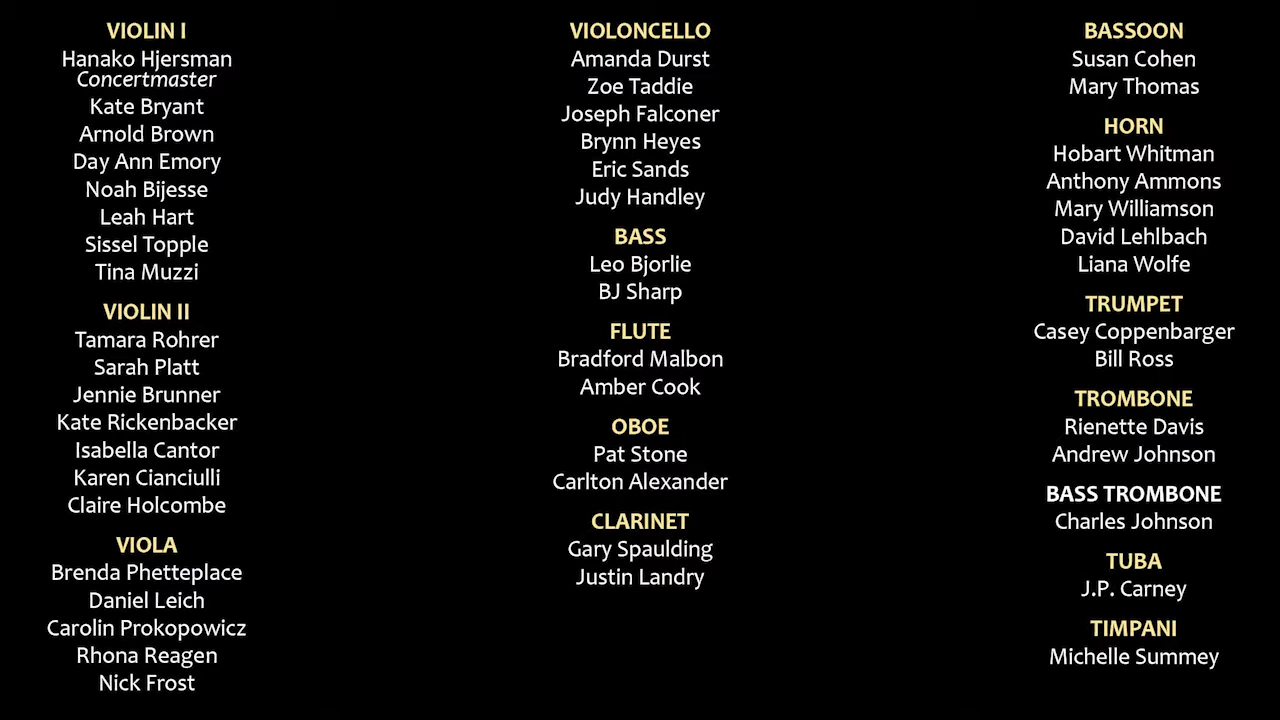 VIOLIN I
Hanako Hjersman
Concertmaster
Kate Bryant
Arnold Brown
Day Ann Emory
Noah Bijesse
Leah Hart
Sissel Topple
Tina Muzzi
VIOLIN II
Tamara Rohrer
Sarah Platt
Jennie Brunner
Kate Rickenbacker
Isabella Cantor
Karen Cianciulli
Claire Holcombe
VIOLA
Brenda Phetteplace
Daniel Leich
Carolin Prokopowicz
Rhona Reagen
Nick Frost
VIOLONCELLO
Amanda Durst
Zoe Taddie
Joseph Falconer
Brynn Heyes
Eric Sands
Judy Handley
BASS
Leo Bjorlie
BJ Sharp
FLUTE
Bradford Malbon
Amber Cook
OBOE
Pat Stone
Carlton Alexander
CLARINET
Gary Spaulding
Justin Landry
BASSOON
Susan Cohen
Mary Thomas
HORN
Hobart Whitman
Anthony Ammons
Mary Williamson
David Lehlbach
Liana Wolfe
TRUMPET
Casey Coppenbarger
Bill Ross
TROMBONE
Rienette Davis
Andrew Johnson
BASS TROMBONE
Charles Johnson
TUBA
J.P. Carney
TIMPANI
Michelle Summey